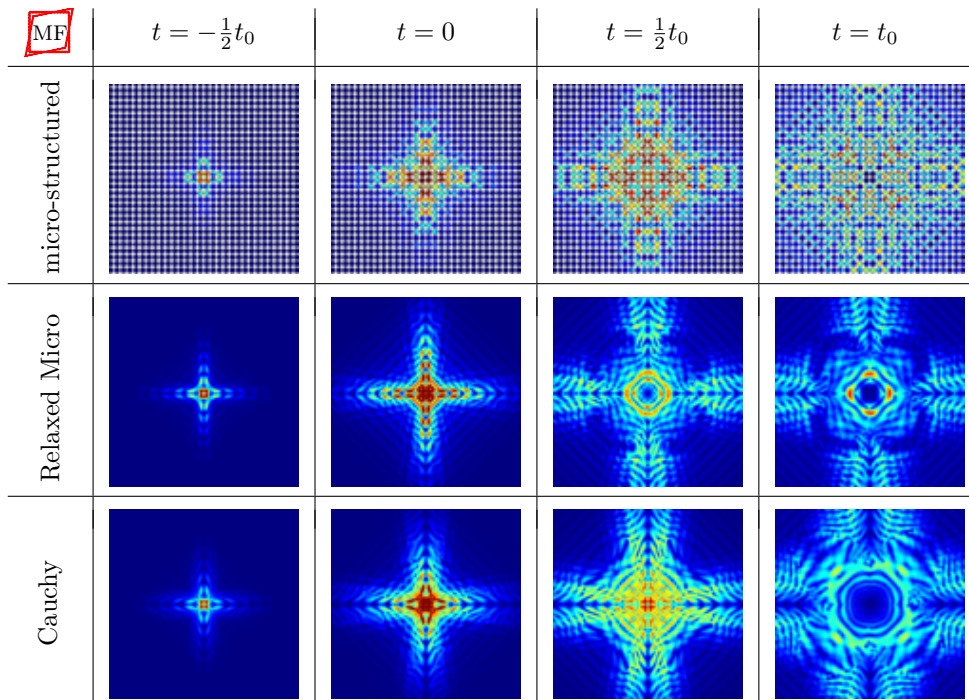 MF
t = −½t₀
t = 0
t = ½t₀
t = t₀
micro-structured
Relaxed Micro
Cauchy